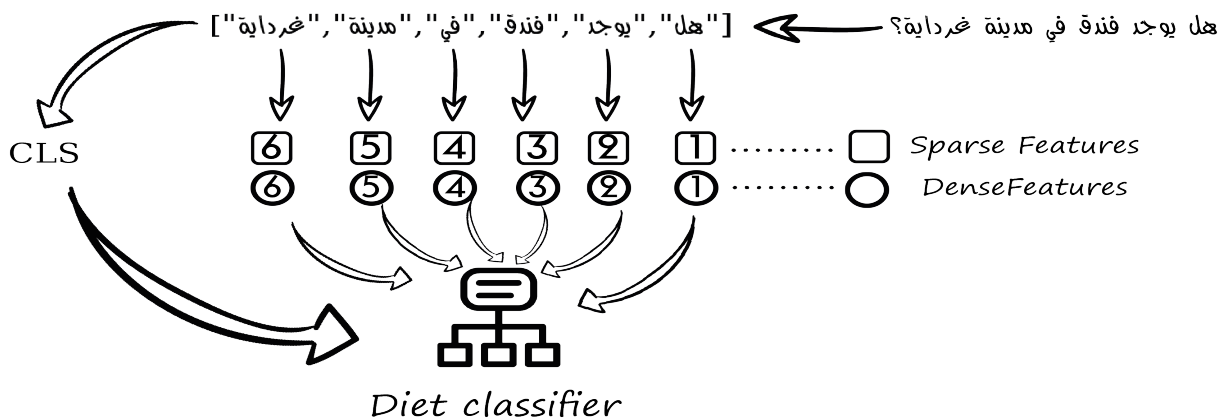 هل يوجد فندق في مدينة غرداية؟
["هل","يوجد","فندق","في","مدينة","غرداية"]
CLS
6 5 4 3 2 1 Sparse Features
6 5 4 3 2 1 DenseFeatures
Diet classifier